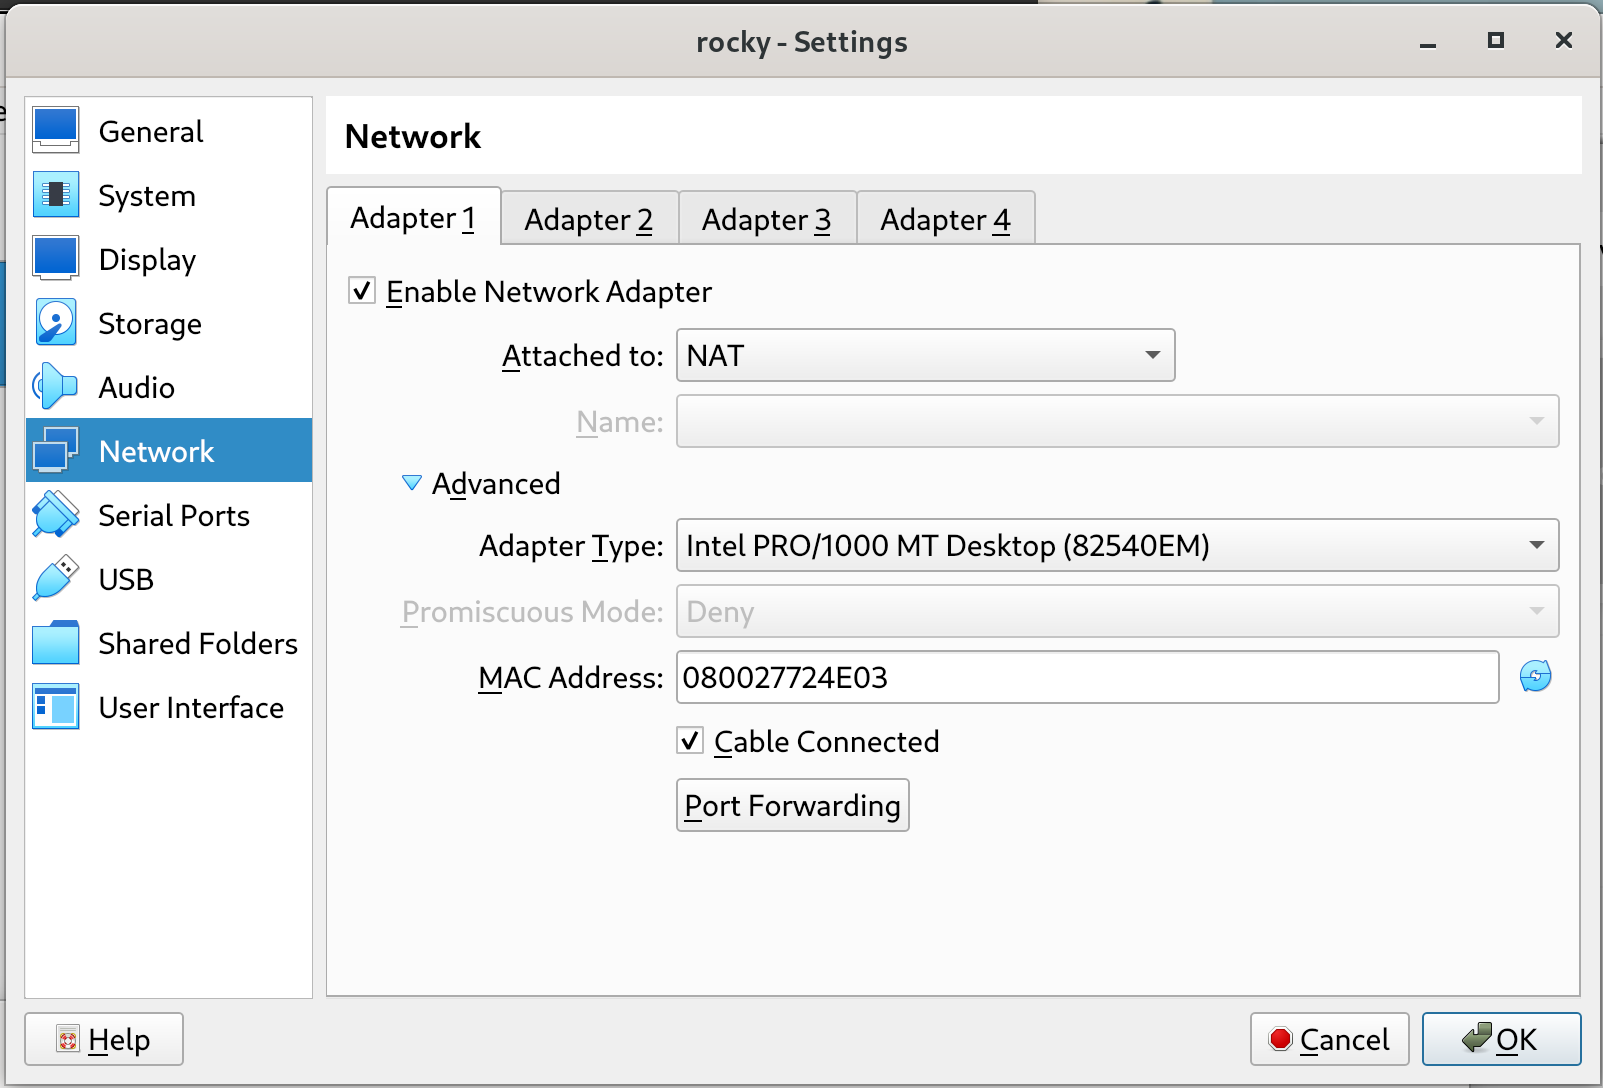 rocky - Settings
General
System
Display
Storage
Audio
Network
Serial Ports
USB
Shared Folders
User Interface
Network
Adapter 1 Adapter 2 Adapter 3 Adapter 4
Enable Network Adapter
Attached to: NAT
Name:
Advanced
Adapter Type: Intel PRO/1000 MT Desktop (82540EM)
Promiscuous Mode: Deny
MAC Address: 080027724E03
Cable Connected
Port Forwarding
Help Cancel OK